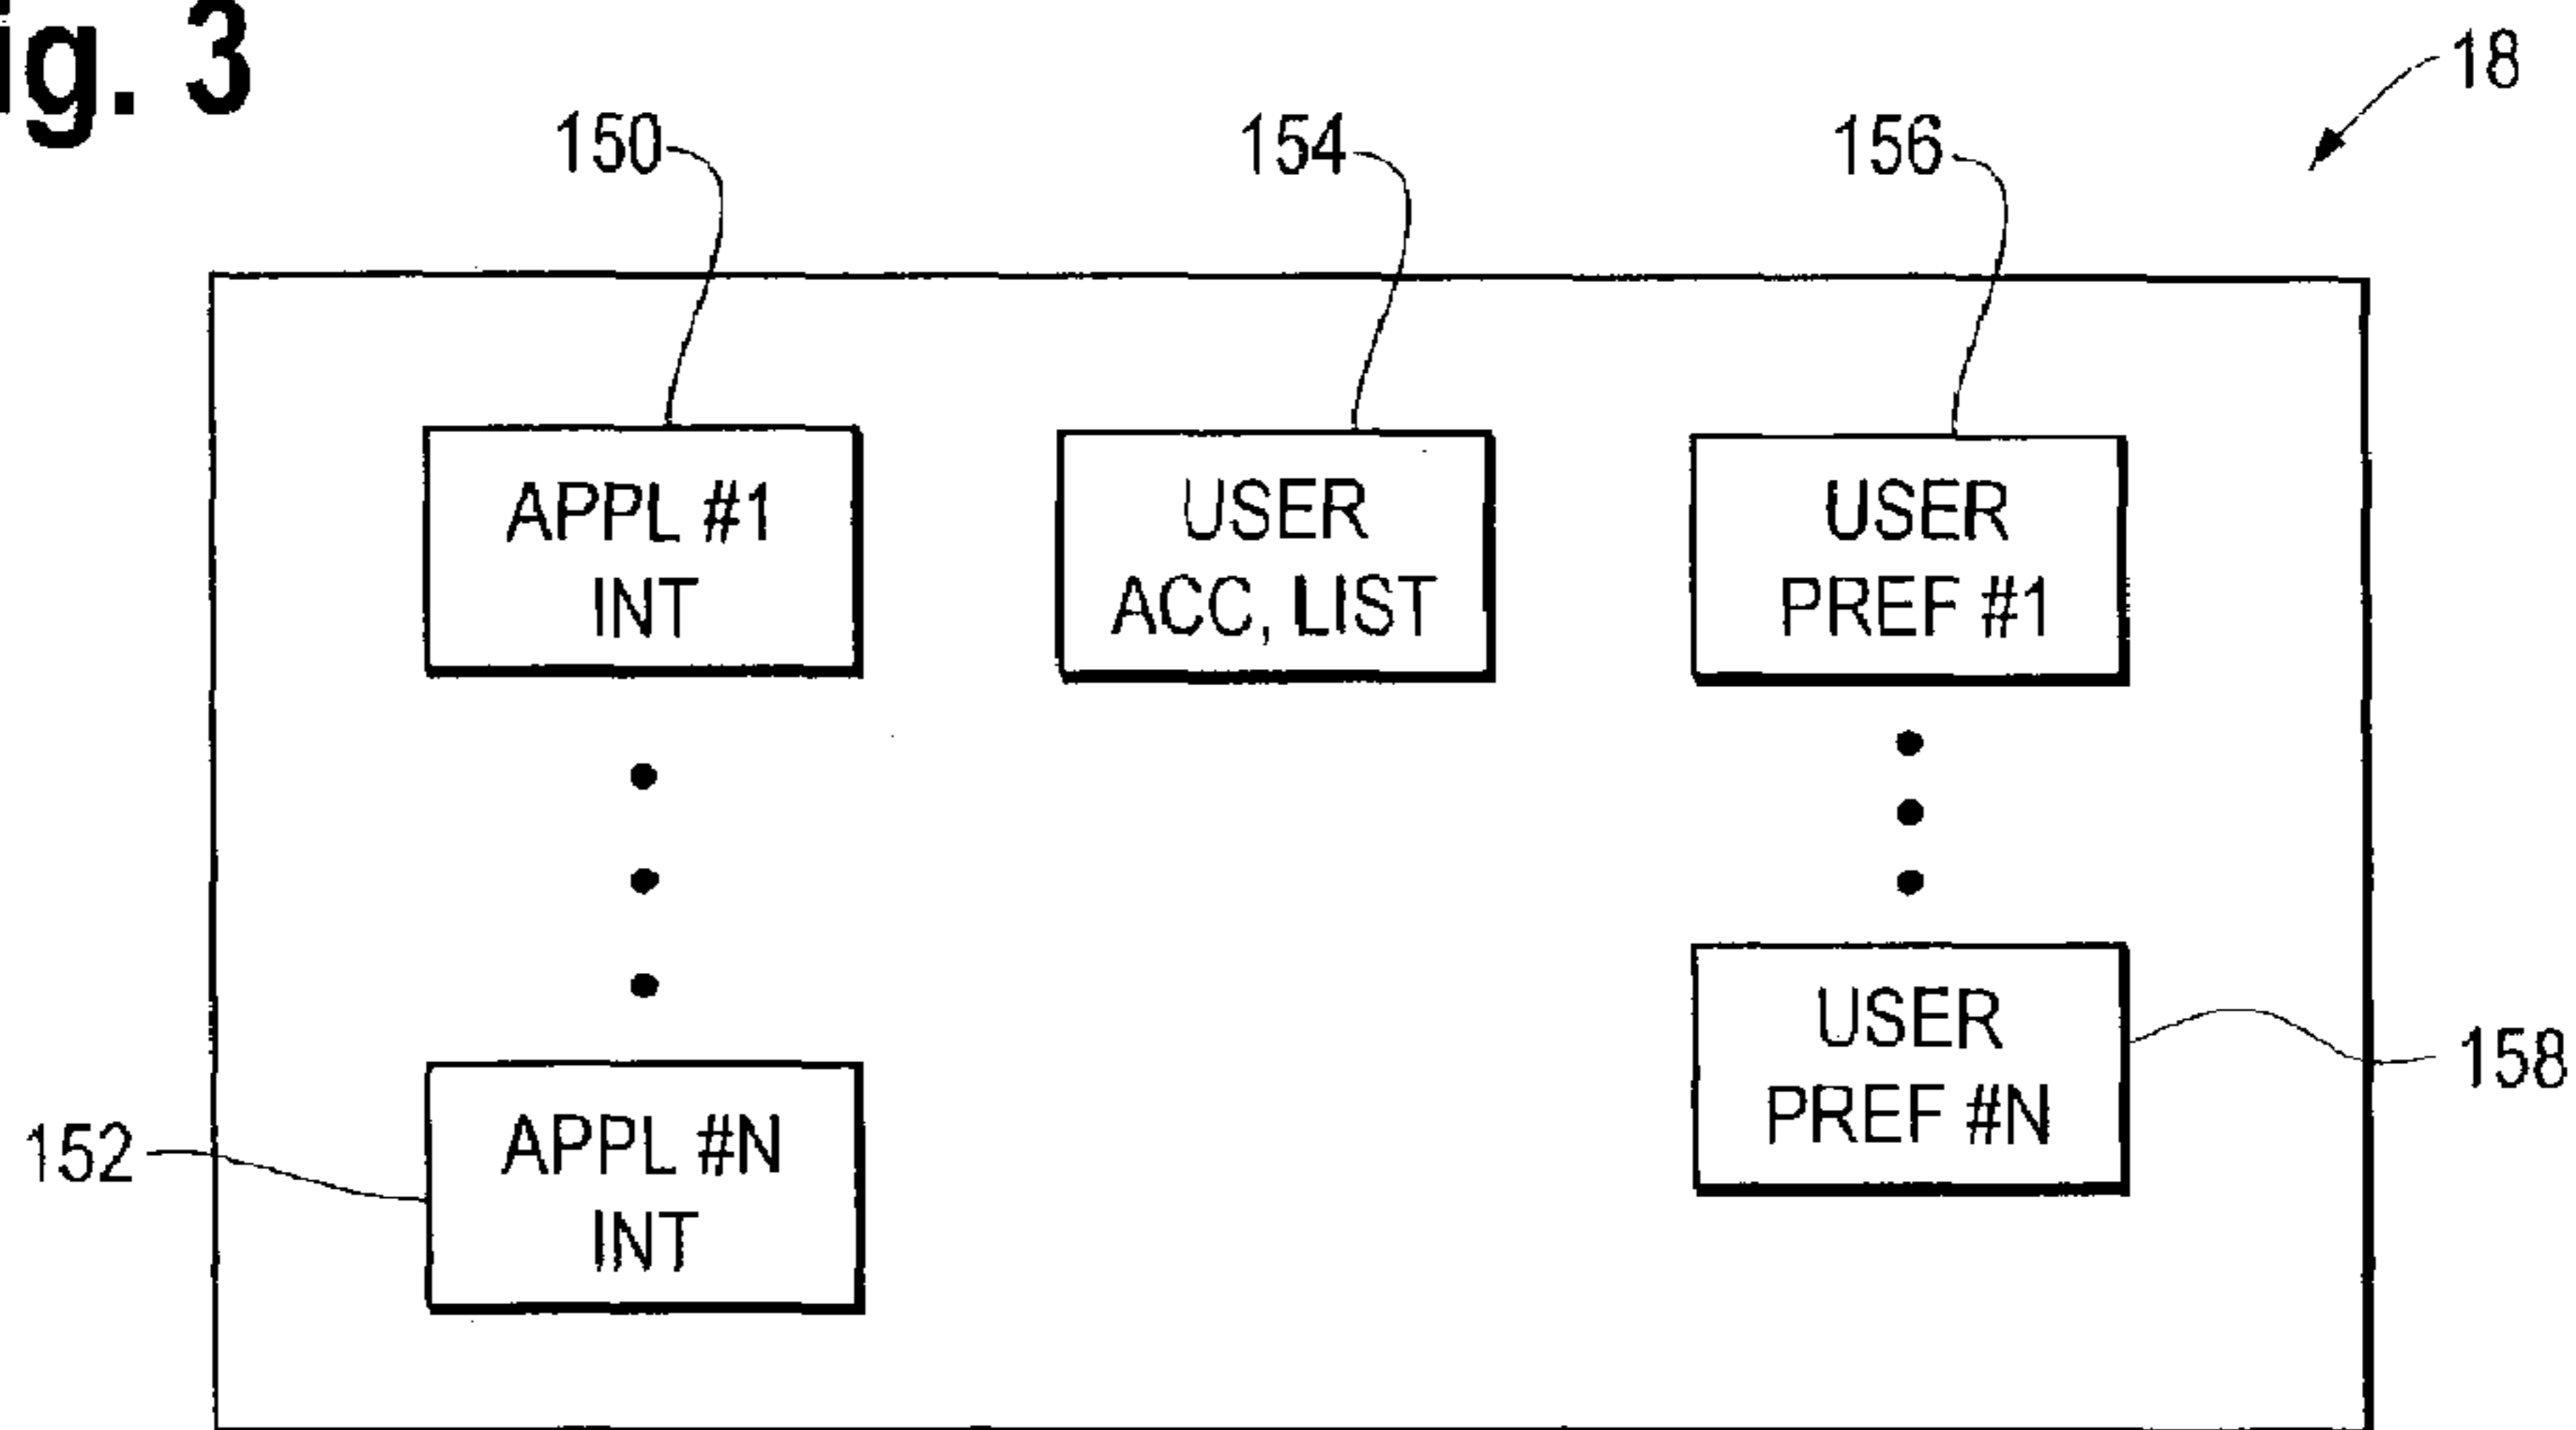 ig. 3
18
150
154
156
APPL #1
INT
USER
ACC, LIST
USER
PREF #1
152
APPL #N
INT
USER
PREF #N
158